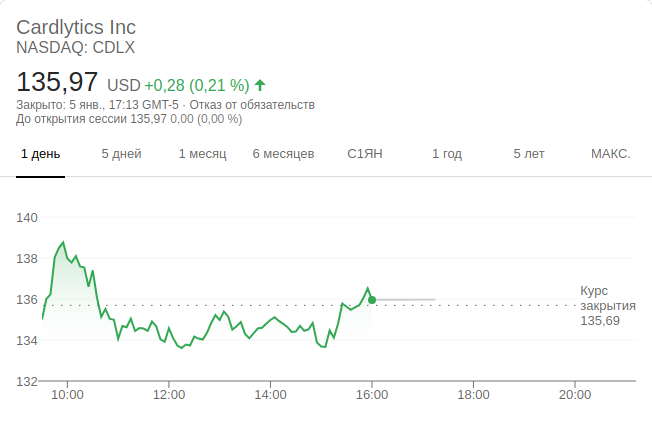 Cardlytics Inc
NASDAQ: CDLX
135,97 USD +0,28 (0,21 %)
Закрыто: 5 янв., 17:13 GMT-5 · Отказ от обязательств
До открытия сессии 135,97 0,00 (0,00 %)
1 день 5 дней 1 месяц 6 месяцев С1ЯН 1 год 5 лет МАКС.
140
138
136
134
132
Курс
закрытия
135,69
10:00 12:00 14:00 16:00 18:00 20:00